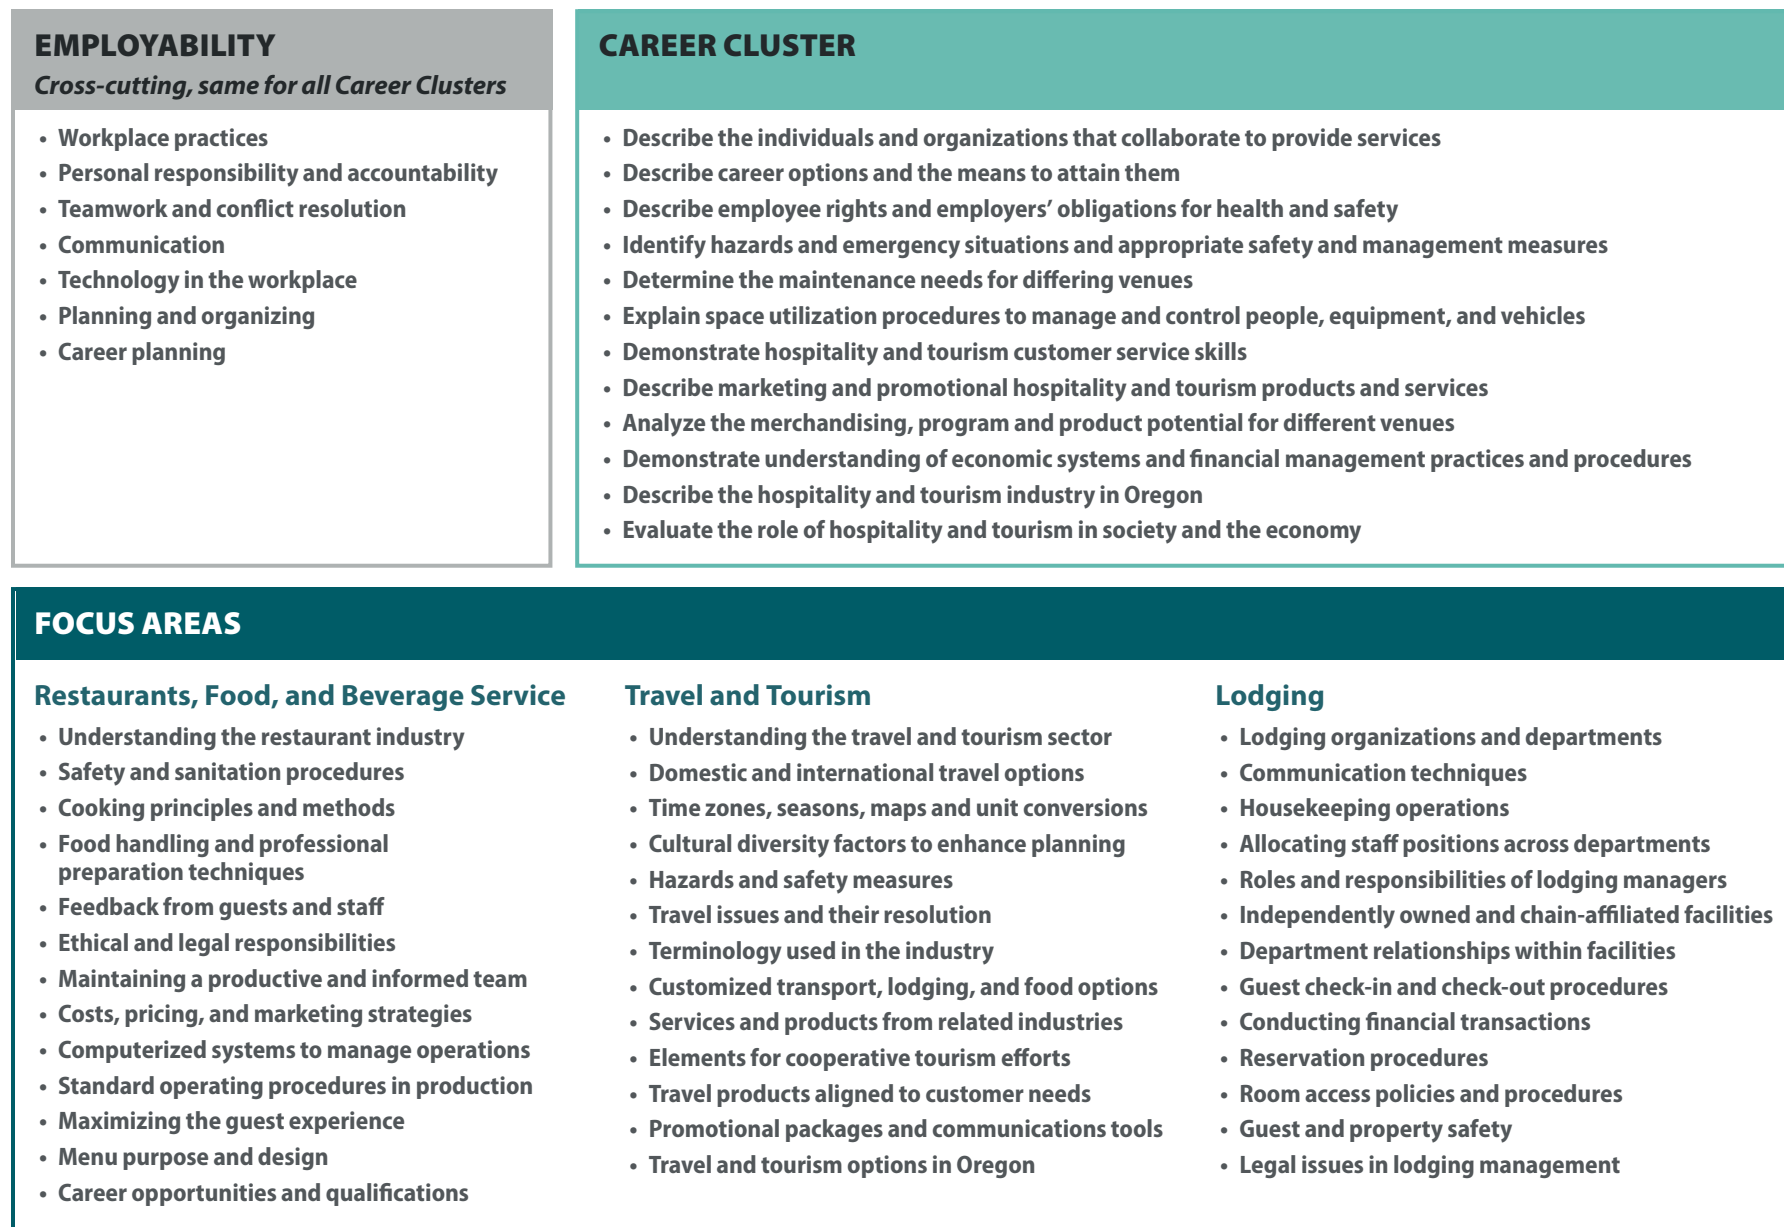 EMPLOYABILITY
Cross-cutting, same for all Career Clusters
• Workplace practices
• Personal responsibility and accountability
• Teamwork and conflict resolution
• Communication
• Technology in the workplace
• Planning and organizing
• Career planning
CAREER CLUSTER
• Describe the individuals and organizations that collaborate to provide services
• Describe career options and the means to attain them
• Describe employee rights and employers’ obligations for health and safety
• Identify hazards and emergency situations and appropriate safety and management measures
• Determine the maintenance needs for differing venues
• Explain space utilization procedures to manage and control people, equipment, and vehicles
• Demonstrate hospitality and tourism customer service skills
• Describe marketing and promotional hospitality and tourism products and services
• Analyze the merchandising, program and product potential for different venues
• Demonstrate understanding of economic systems and financial management practices and procedures
• Describe the hospitality and tourism industry in Oregon
• Evaluate the role of hospitality and tourism in society and the economy
FOCUS AREAS
Restaurants, Food, and Beverage Service
• Understanding the restaurant industry
• Safety and sanitation procedures
• Cooking principles and methods
• Food handling and professional
preparation techniques
• Feedback from guests and staff
• Ethical and legal responsibilities
• Maintaining a productive and informed team
• Costs, pricing, and marketing strategies
• Computerized systems to manage operations
• Standard operating procedures in production
• Maximizing the guest experience
• Menu purpose and design
• Career opportunities and qualifications
Travel and Tourism
• Understanding the travel and tourism sector
• Domestic and international travel options
• Time zones, seasons, maps and unit conversions
• Cultural diversity factors to enhance planning
• Hazards and safety measures
• Travel issues and their resolution
• Terminology used in the industry
• Customized transport, lodging, and food options
• Services and products from related industries
• Elements for cooperative tourism efforts
• Travel products aligned to customer needs
• Promotional packages and communications tools
• Travel and tourism options in Oregon
Lodging
• Lodging organizations and departments
• Communication techniques
• Housekeeping operations
• Allocating staff positions across departments
• Roles and responsibilities of lodging managers
• Independently owned and chain-affiliated facilities
• Department relationships within facilities
• Guest check-in and check-out procedures
• Conducting financial transactions
• Reservation procedures
• Room access policies and procedures
• Guest and property safety
• Legal issues in lodging management